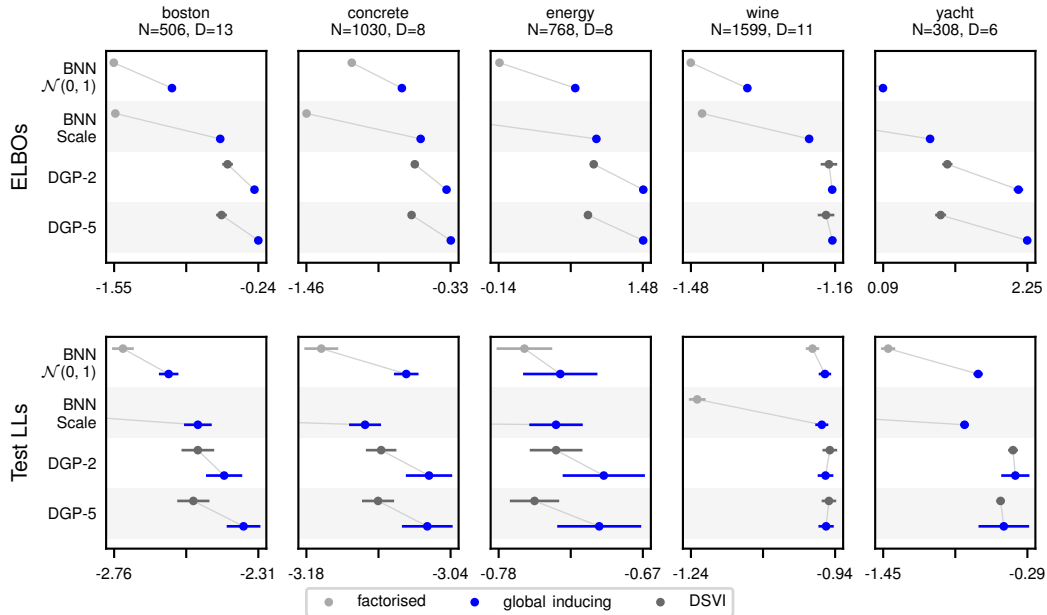 boston
N=506, D=13
concrete
N=1030, D=8
energy
N=768, D=8
wine
N=1599, D=11
yacht
N=308, D=6
ELBOs
BNN
𝒩(0, 1)
BNN
Scale
DGP-2
DGP-5
-1.55
-0.24
-1.46
-0.33
-0.14
1.48
-1.48
-1.16
0.09
2.25
Test LLs
BNN
𝒩(0, 1)
BNN
Scale
DGP-2
DGP-5
-2.76
-2.31
-3.18
-3.04
-0.78
-0.67
-1.24
-0.94
-1.45
-0.29
factorised
global inducing
DSVI